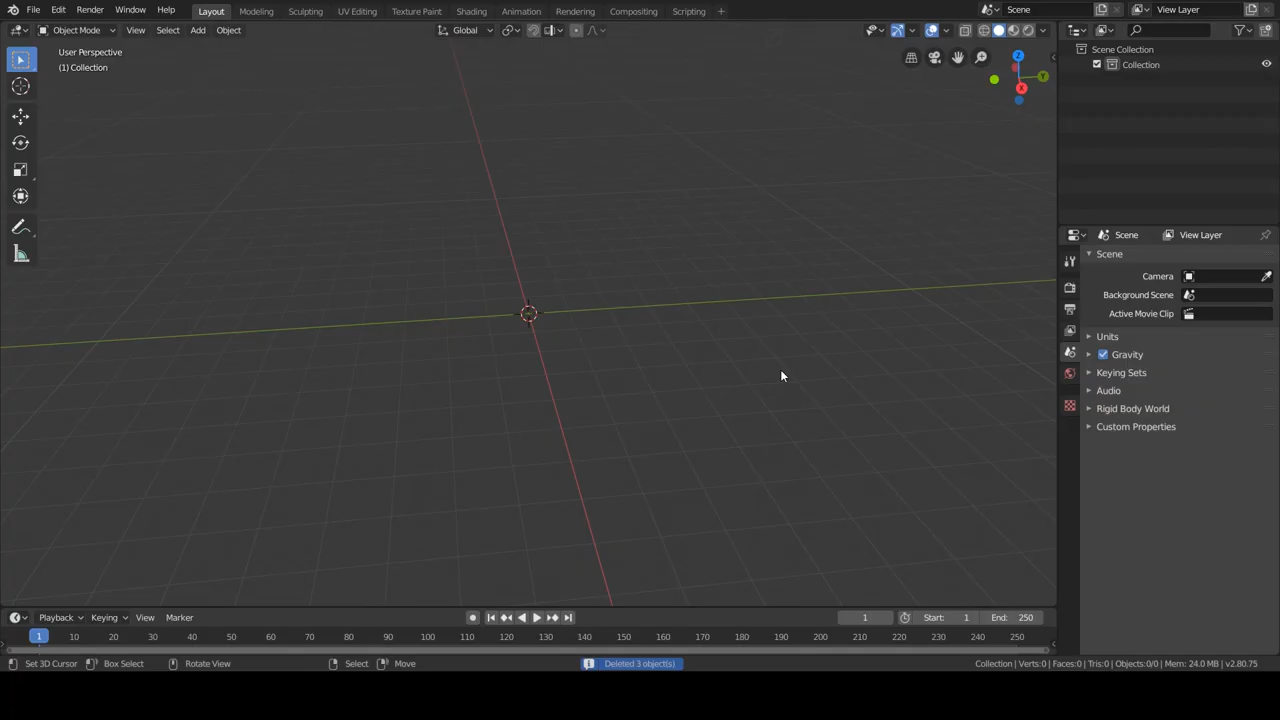 File Edit Render Window Help Layout Modeling Sculpting UV Editing Texture Paint Shading Animation Rendering Compositing Scripting + Scene View Layer
Object Mode View Select Add Object Global
User Perspective
(1) Collection
Z
Y
X
Scene Collection
Collection
Scene View Layer
Scene
Camera
Background Scene
Active Movie Clip
Units
Gravity
Keying Sets
Audio
Rigid Body World
Custom Properties
Playback Keying View Marker 1 Start: 1 End: 250
1 10 20 30 40 50 60 70 80 90 100 110 120 130 140 150 160 170 180 190 200 210 220 230 240 250
Set 3D Cursor Box Select Rotate View Select Move Deleted 3 object(s) Collection | Verts:0 | Faces:0 | Tris:0 | Objects:0/0 | Mem: 24.0 MB | v2.80.75